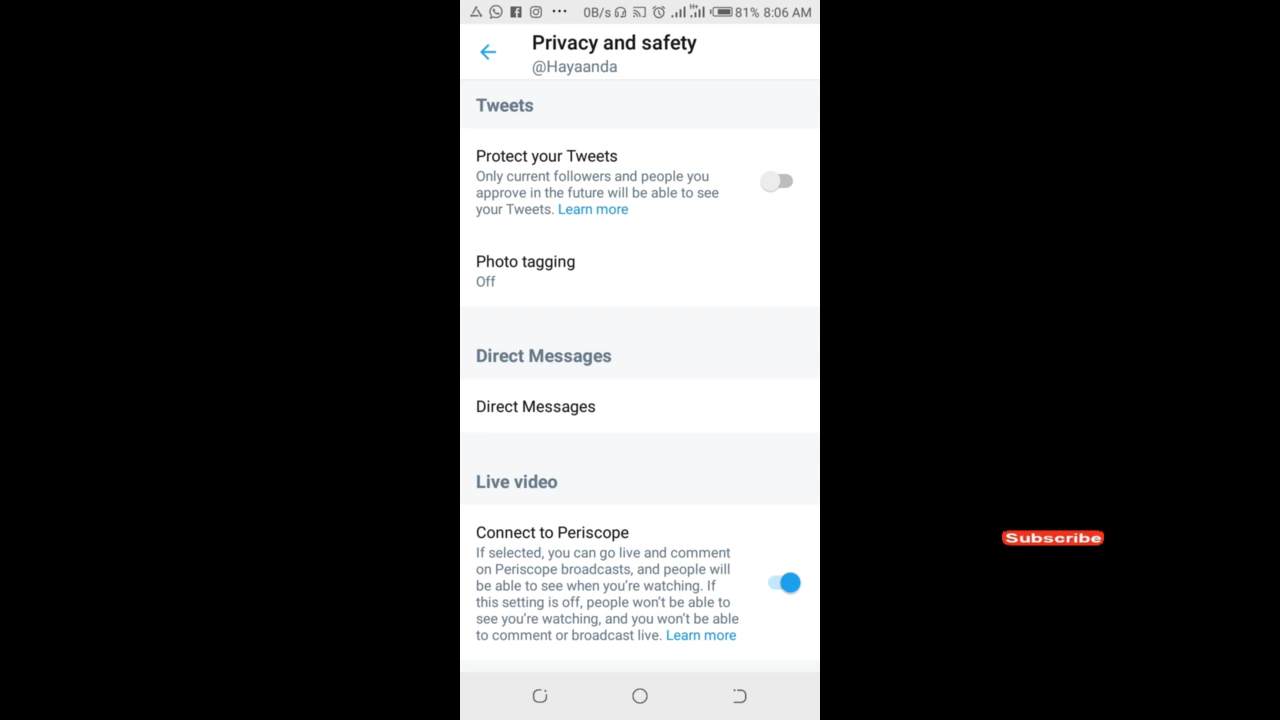 0B/s 81% 8:06 AM
Privacy and safety
@Hayaanda
Tweets
Protect your Tweets
Only current followers and people you
approve in the future will be able to see
your Tweets. Learn more
Photo tagging
Off
Direct Messages
Direct Messages
Live video
Connect to Periscope
If selected, you can go live and comment
on Periscope broadcasts, and people will
be able to see when you're watching. If
this setting is off, people won't be able to
see you're watching, and you won't be able
to comment or broadcast live. Learn more
Subscribe